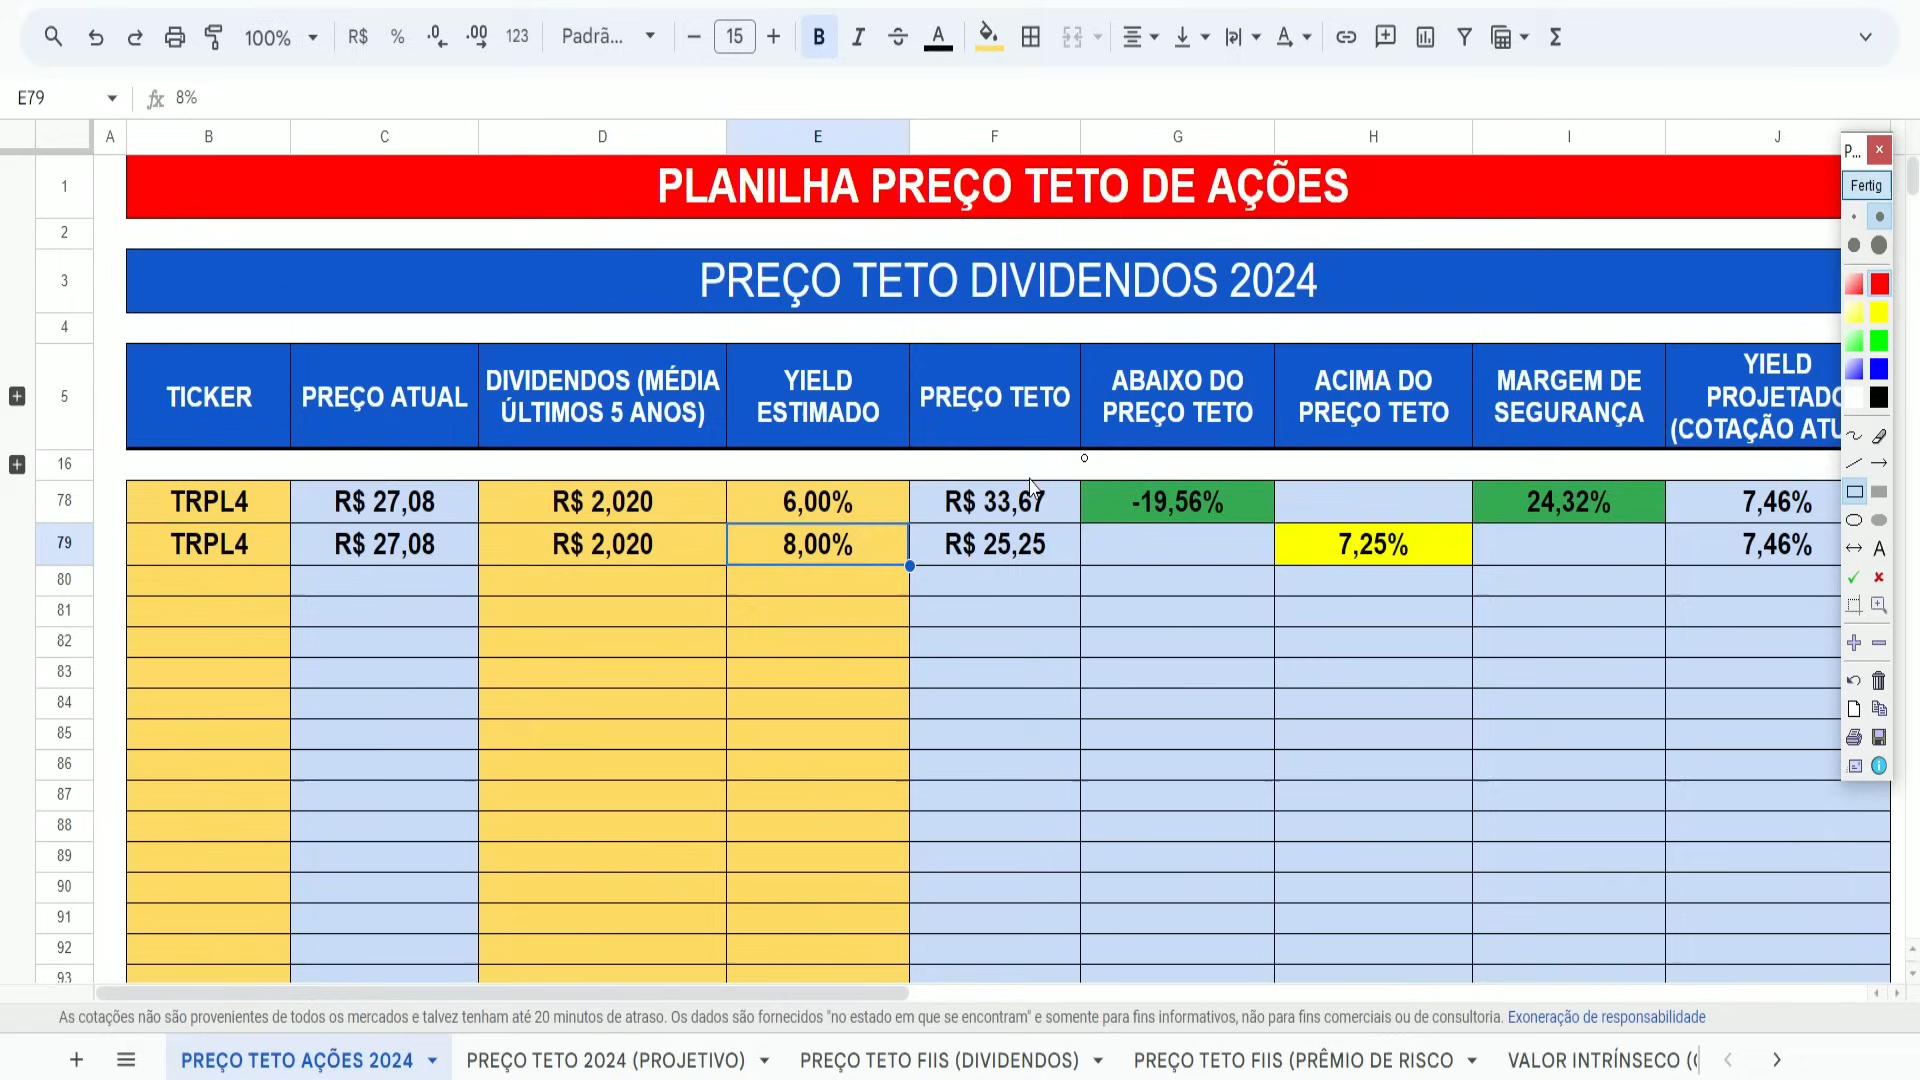 100% R$ % .0 .00 123 Padrã... 15 B I S A A Σ
E79 fx 8%
A B C D E F G H I J
P...
Fertig
1 PLANILHA PREÇO TETO DE AÇÕES
2
3 PREÇO TETO DIVIDENDOS 2024
4
5 TICKER PREÇO ATUAL DIVIDENDOS (MÉDIA ÚLTIMOS 5 ANOS) YIELD ESTIMADO PREÇO TETO ABAIXO DO PREÇO TETO ACIMA DO PREÇO TETO MARGEM DE SEGURANÇA YIELD PROJETADO (COTAÇÃO ATU
16
78 TRPL4 R$ 27,08 R$ 2,020 6,00% R$ 33,67 -19,56% 24,32% 7,46%
79 TRPL4 R$ 27,08 R$ 2,020 8,00% R$ 25,25 7,25% 7,46%
80
81
82
83
84
85
86
87
88
89
90
91
92
93
A
As cotações não são provenientes de todos os mercados e talvez tenham até 20 minutos de atraso. Os dados são fornecidos "no estado em que se encontram" e somente para fins informativos, não para fins comerciais ou de consultoria. Exoneração de responsabilidade
PREÇO TETO AÇÕES 2024 PREÇO TETO 2024 (PROJETIVO) PREÇO TETO FIIS (DIVIDENDOS) PREÇO TETO FIIS (PRÊMIO DE RISCO VALOR INTRÍNSECO (